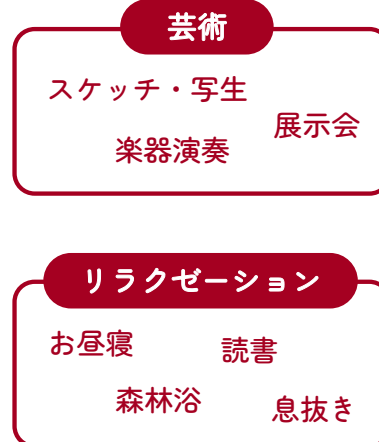 芸術
スケッチ・写生
展示会
楽器演奏
リラクゼーション
お昼寝
読書
森林浴
息抜き